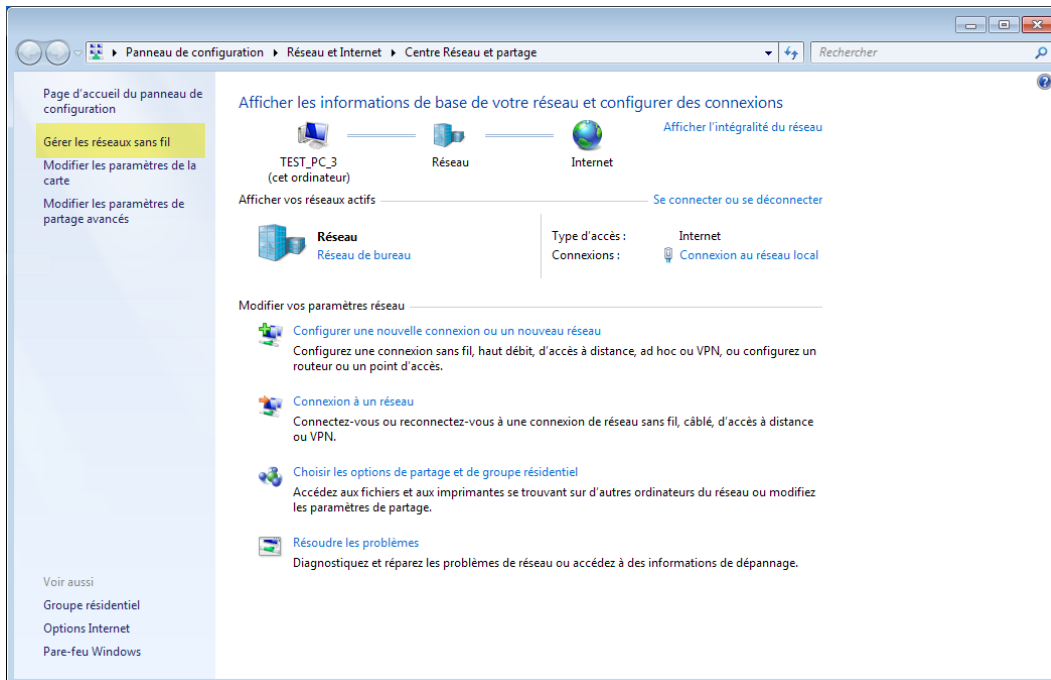 Panneau de configuration ▸ Réseau et Internet ▸ Centre Réseau et partage
Rechercher
Page d'accueil du panneau de
configuration
Gérer les réseaux sans fil
Modifier les paramètres de la
carte
Modifier les paramètres de
partage avancés
Afficher les informations de base de votre réseau et configurer des connexions
Afficher l'intégralité du réseau
TEST_PC_3
(cet ordinateur)
Réseau
Internet
Afficher vos réseaux actifs
Se connecter ou se déconnecter
Réseau
Réseau de bureau
Type d'accès : Internet
Connexions : Connexion au réseau local
Modifier vos paramètres réseau
Configurer une nouvelle connexion ou un nouveau réseau
Configurez une connexion sans fil, haut débit, d'accès à distance, ad hoc ou VPN, ou configurez un
routeur ou un point d'accès.
Connexion à un réseau
Connectez-vous ou reconnectez-vous à une connexion de réseau sans fil, câblé, d'accès à distance
ou VPN.
Choisir les options de partage et de groupe résidentiel
Accédez aux fichiers et aux imprimantes se trouvant sur d'autres ordinateurs du réseau ou modifiez
les paramètres de partage.
Résoudre les problèmes
Diagnostiquez et réparez les problèmes de réseau ou accédez à des informations de dépannage.
Voir aussi
Groupe résidentiel
Options Internet
Pare-feu Windows